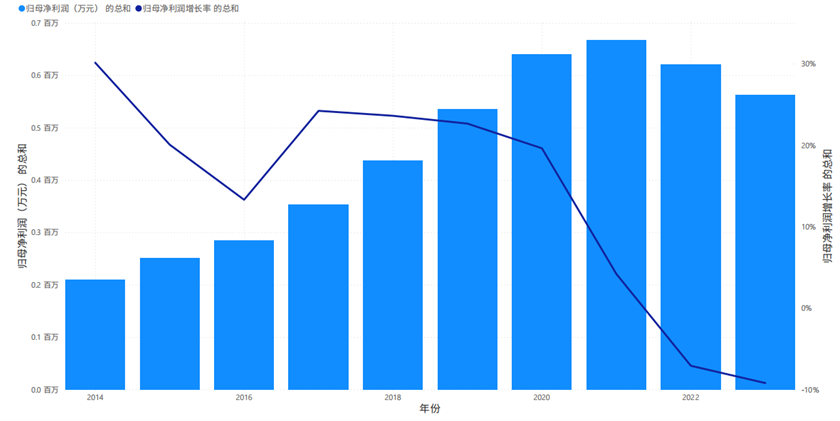 归母净利润（万元） 的总和 归母净利润增长率 的总和
归母净利润（万元） 的总和
0.7 百万
0.6 百万
0.5 百万
0.4 百万
0.3 百万
0.2 百万
0.1 百万
0.0 百万
30%
20%
10%
0%
-10%
归母净利润增长率 的总和
2014
2016
2018
2020
2022
年份